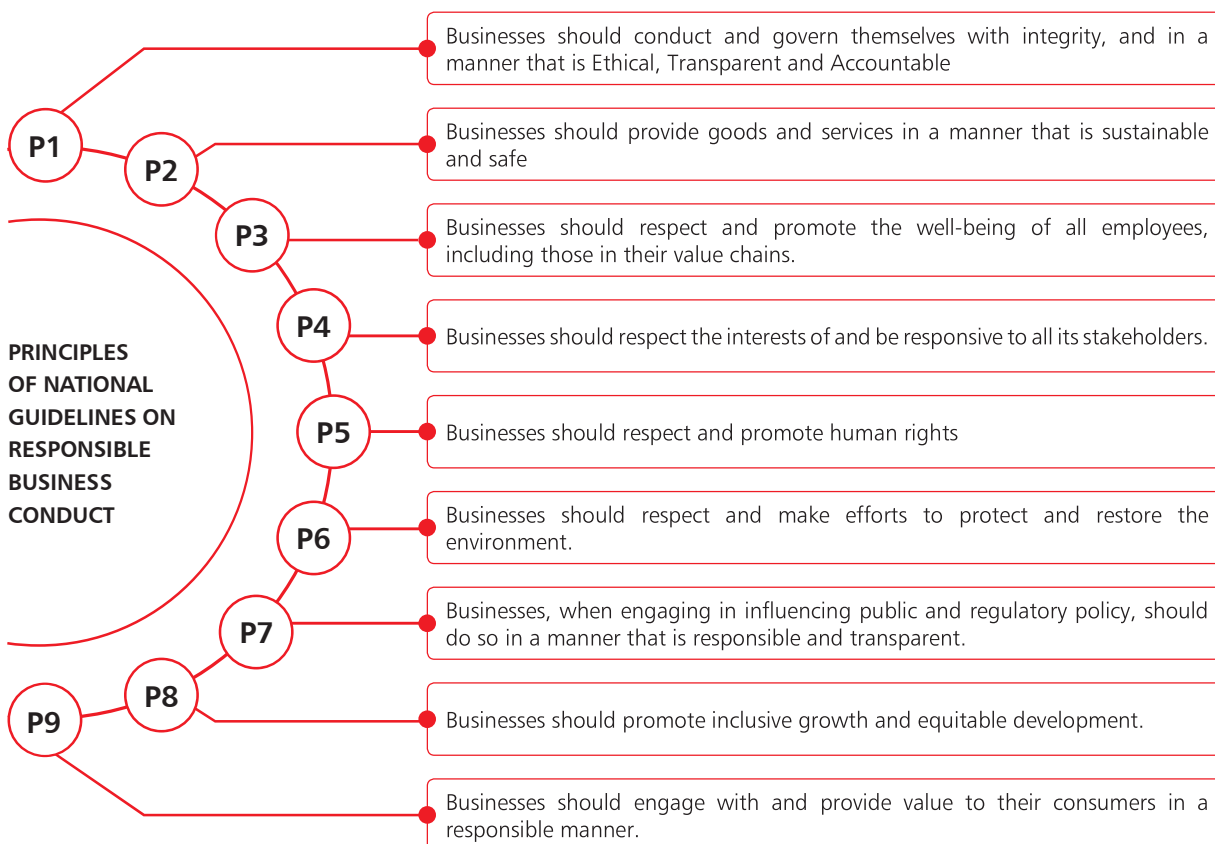 P1
Businesses should conduct and govern themselves with integrity, and in a
manner that is Ethical, Transparent and Accountable
P2
Businesses should provide goods and services in a manner that is sustainable
and safe
P3
Businesses should respect and promote the well-being of all employees,
including those in their value chains.
P4
Businesses should respect the interests of and be responsive to all its stakeholders.
PRINCIPLES
OF NATIONAL
GUIDELINES ON
RESPONSIBLE
BUSINESS
CONDUCT
P5
Businesses should respect and promote human rights
P6
Businesses should respect and make efforts to protect and restore the
environment.
P7
Businesses, when engaging in influencing public and regulatory policy, should
do so in a manner that is responsible and transparent.
P8
Businesses should promote inclusive growth and equitable development.
P9
Businesses should engage with and provide value to their consumers in a
responsible manner.